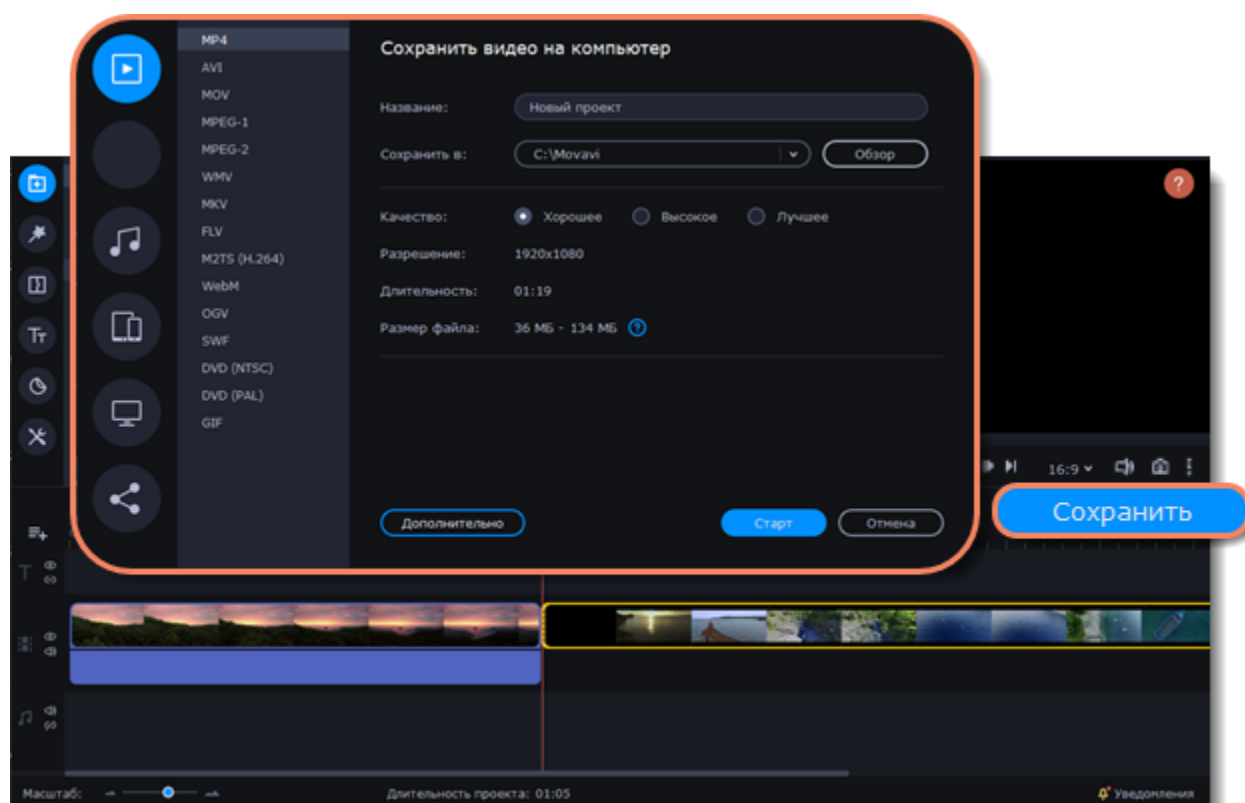 MP4
AVI
MOV
MPEG-1
MPEG-2
WMV
MKV
FLV
M2TS (H.264)
WebM
OGV
SWF
DVD (NTSC)
DVD (PAL)
GIF
Сохранить видео на компьютер
Название: Новый проект
Сохранить в: C:\Movavi Обзор
Качество: Хорошее Высокое Лучшее
Разрешение: 1920x1080
Длительность: 01:19
Размер файла: 36 МБ - 134 МБ ?
Дополнительно Старт Отмена
?
16:9
Сохранить
Масштаб: Длительность проекта: 01:05 Уведомления